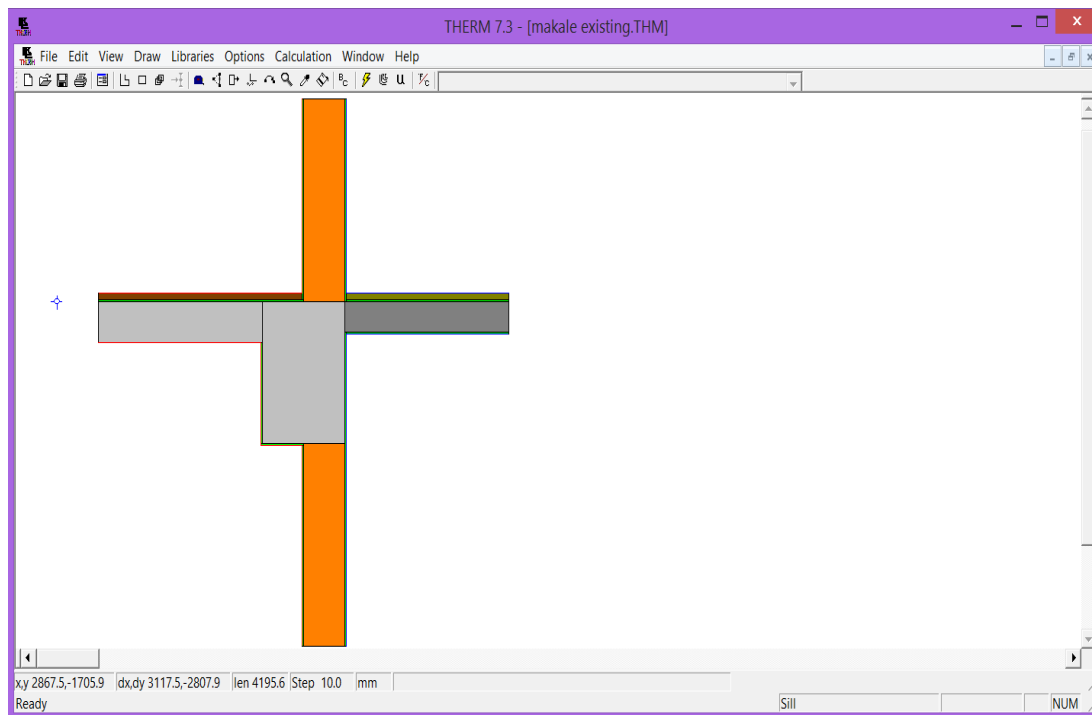 THERM 7.3 - [makale existing.THM]
File Edit View Draw Libraries Options Calculation Window Help
x,y 2867.5,-1705.9 dx,dy 3117.5,-2807.9 len 4195.6 Step 10.0 mm
Ready Sill NUM